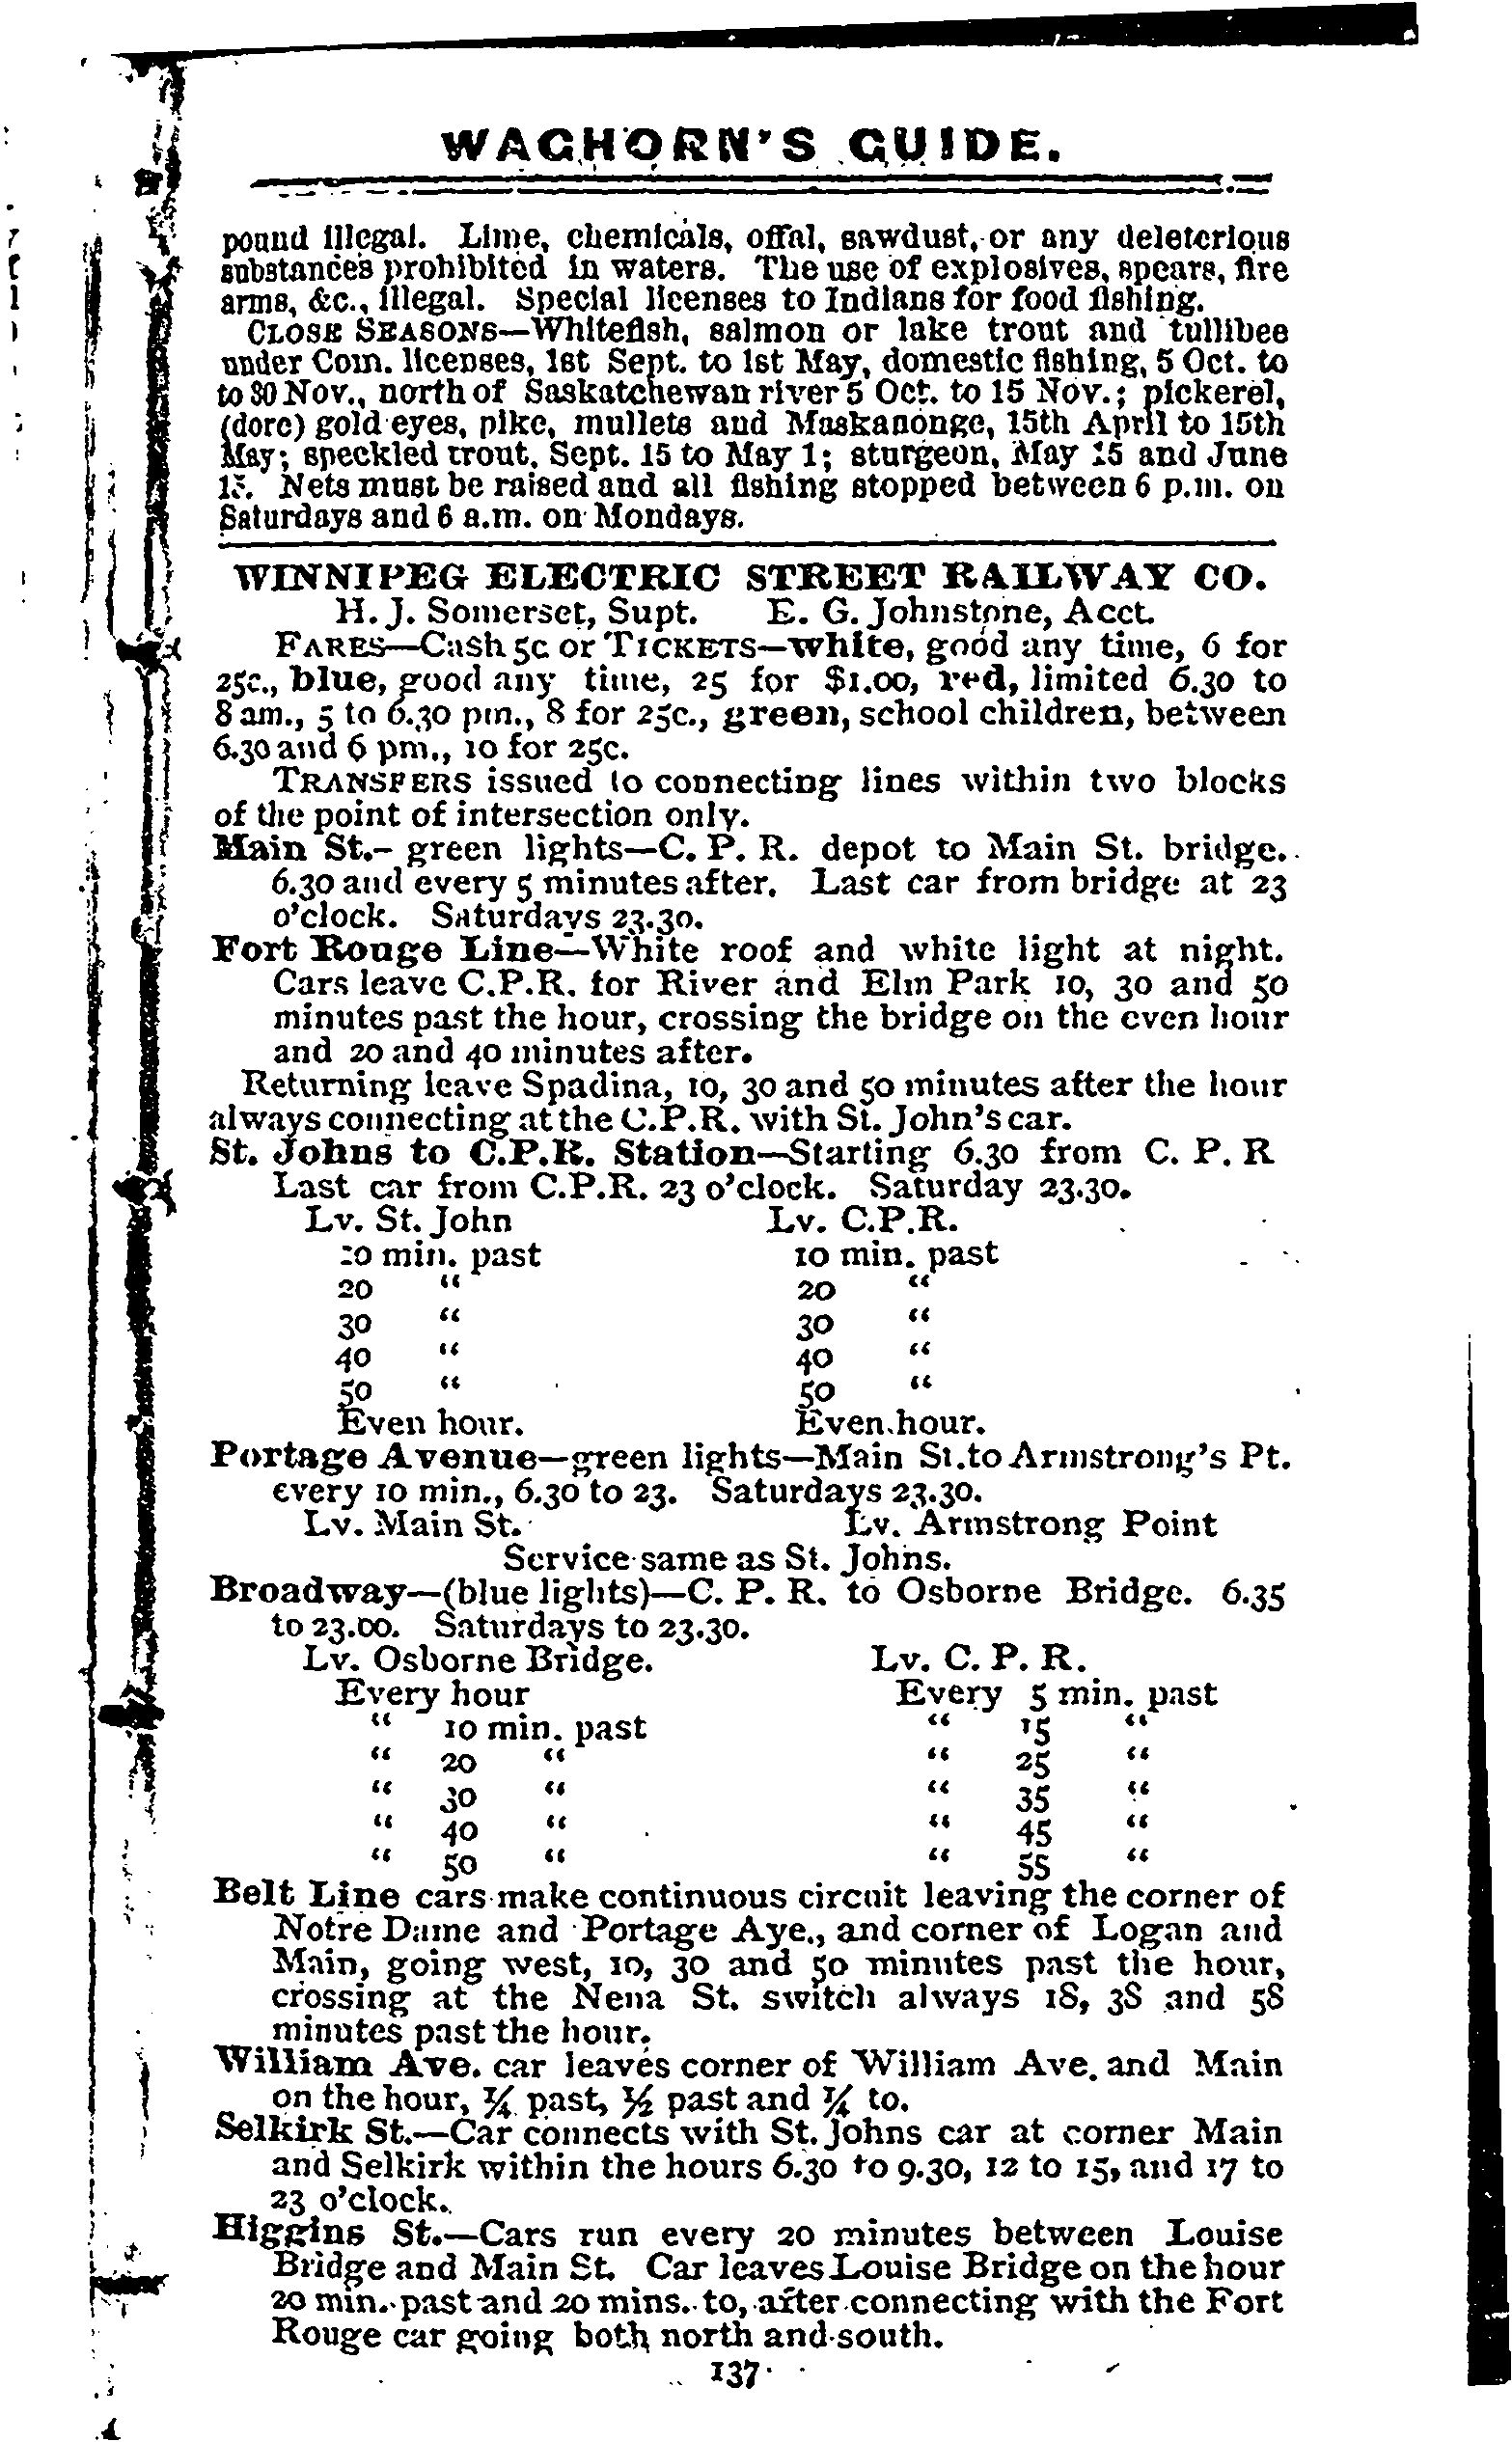 WAGHORN'S GUIDE.
pound illegal. Lime, chemicals, offal, sawdust, or any deleterious
substances prohibited in waters. The use of explosives, spears, fire
arms, &c., illegal. Special licenses to Indians for food fishing.
CLOSE SEASONS—Whitefish, salmon or lake trout and tullibee
under Com. licenses, 1st Sept. to 1st May, domestic fishing, 5 Oct. to
to 30 Nov., north of Saskatchewan river 5 Oct. to 15 Nov.; pickerel,
(dore) gold eyes, pike, mullets and Maskanonge, 15th April to 15th
May; speckled trout, Sept. 15 to May 1; sturgeon, May 15 and June
15. Nets must be raised and all fishing stopped between 6 p.m. on
Saturdays and 6 a.m. on Mondays.
WINNIPEG ELECTRIC STREET RAILWAY CO.
H. J. Somerset, Supt. E. G. Johnstone, Acct.
FARES—Cash 5c or TICKETS—white, good any time, 6 for
25c., blue, good any time, 25 for $1.00, red, limited 6.30 to
8 am., 5 to 6.30 pm., 8 for 25c., green, school children, between
6.30 and 6 pm., 10 for 25c.
TRANSFERS issued to connecting lines within two blocks
of the point of intersection only.
Main St.- green lights—C. P. R. depot to Main St. bridge.
6.30 and every 5 minutes after. Last car from bridge at 23
o'clock. Saturdays 23.30.
Fort Rouge Line—White roof and white light at night.
Cars leave C.P.R. for River and Elm Park 10, 30 and 50
minutes past the hour, crossing the bridge on the even hour
and 20 and 40 minutes after.
Returning leave Spadina, 10, 30 and 50 minutes after the hour
always connecting at the C.P.R. with St. John's car.
St. Johns to C.P.R. Station—Starting 6.30 from C. P. R
Last car from C.P.R. 23 o'clock. Saturday 23.30.
Lv. St. John Lv. C.P.R.
10 min. past 10 min. past
20 " 20 "
30 " 30 "
40 " 40 "
50 " 50 "
Even hour. Even hour.
Portage Avenue—green lights—Main St. to Armstrong's Pt.
every 10 min., 6.30 to 23. Saturdays 23.30.
Lv. Main St. Lv. Armstrong Point
Service same as St. Johns.
Broadway—(blue lights)—C. P. R. to Osborne Bridge. 6.35
to 23.00. Saturdays to 23.30.
Lv. Osborne Bridge. Lv. C. P. R.
Every hour Every 5 min. past
" 10 min. past " 15 "
" 20 " " 25 "
" 30 " " 35 "
" 40 " " 45 "
" 50 " " 55 "
Belt Line cars make continuous circuit leaving the corner of
Notre Dame and Portage Aye., and corner of Logan and
Main, going west, 10, 30 and 50 minutes past the hour,
crossing at the Nena St. switch always 18, 38 and 58
minutes past the hour.
William Ave. car leaves corner of William Ave. and Main
on the hour, ¼ past, ½ past and ¼ to.
Selkirk St.—Car connects with St. Johns car at corner Main
and Selkirk within the hours 6.30 to 9.30, 12 to 15, and 17 to
23 o'clock.
Higgins St.—Cars run every 20 minutes between Louise
Bridge and Main St. Car leaves Louise Bridge on the hour
20 min. past and 20 mins. to, after connecting with the Fort
Rouge car going both north and south.
137